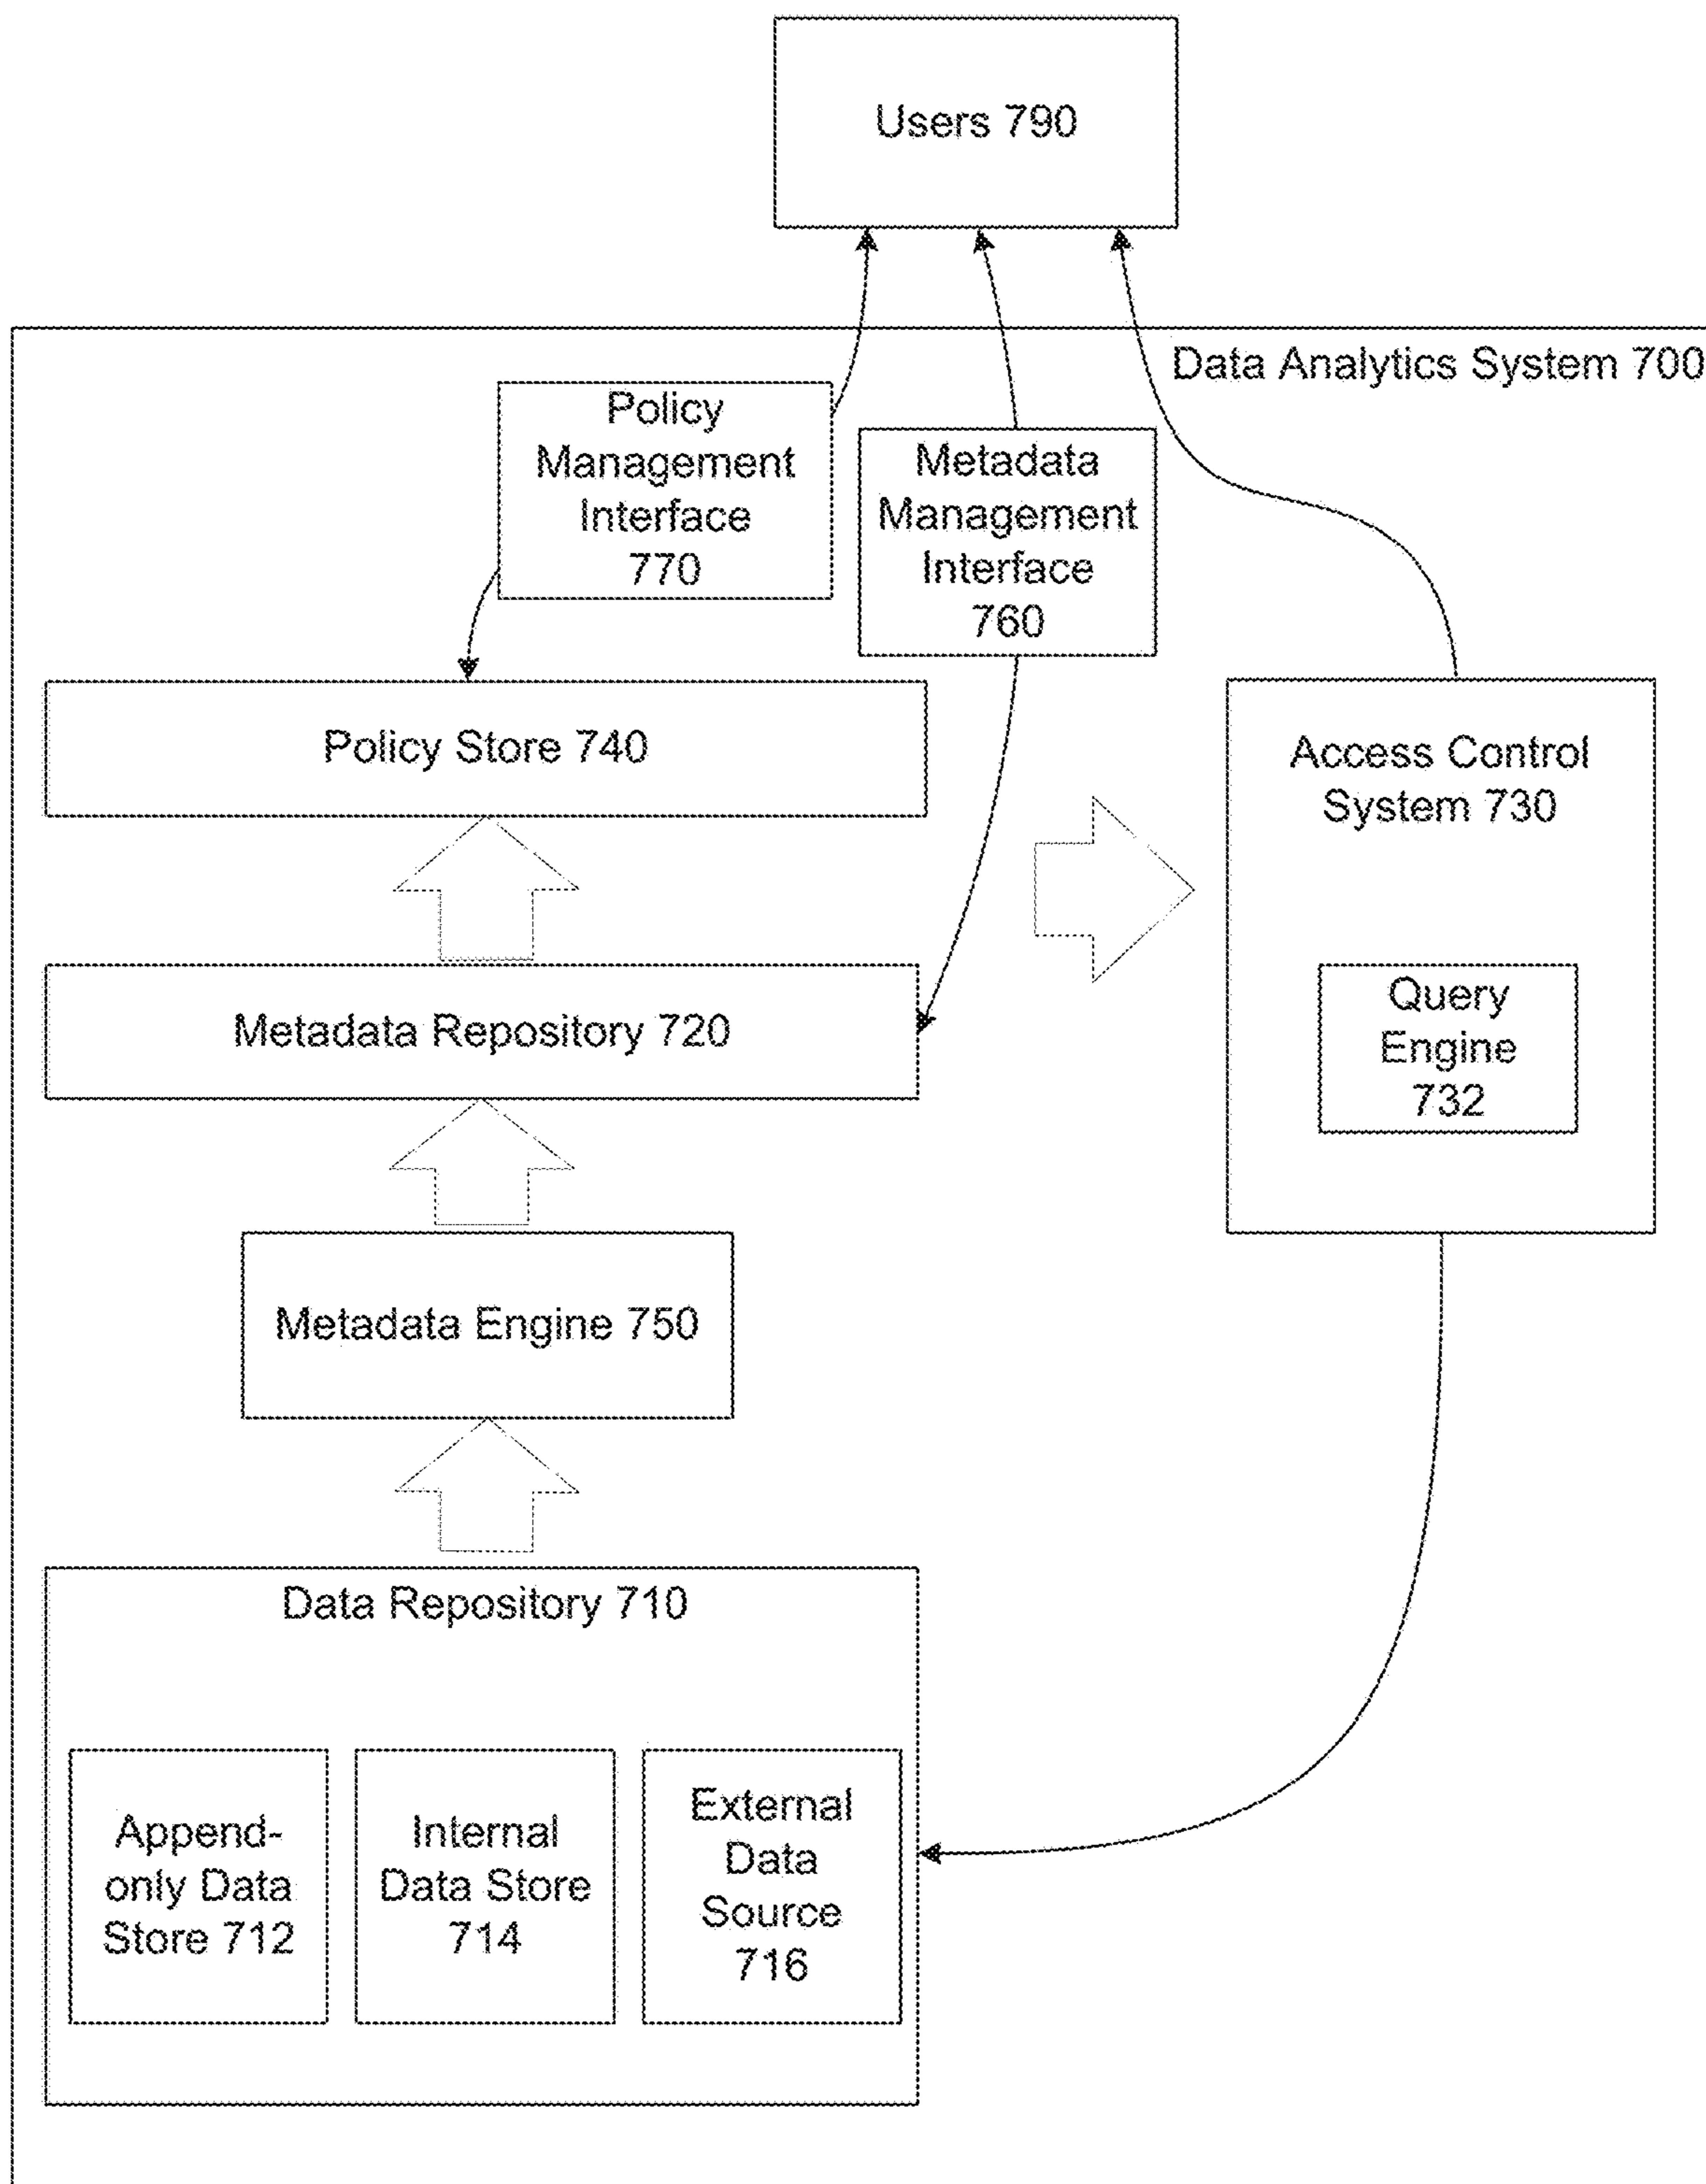 Users 790
Data Analytics System 700
Policy
Management
Interface
770
Metadata
Management
Interface
760
Policy Store 740
Access Control
System 730
Metadata Repository 720
Query
Engine
732
Metadata Engine 750
Data Repository 710
Append-
only Data
Store 712
Internal
Data Store
714
External
Data
Source
716